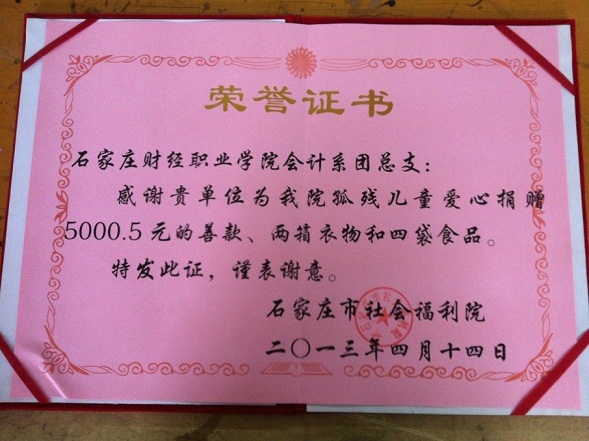 荣誉证书
石家庄财经职业学院会计系团总支:
感谢贵单位为我院孤残儿童爱心捐赠
5000.5元的善款、两箱衣物和四袋食品。
特发此证，谨表谢意。
石家庄市社会福利院
二〇一三年四月十四日